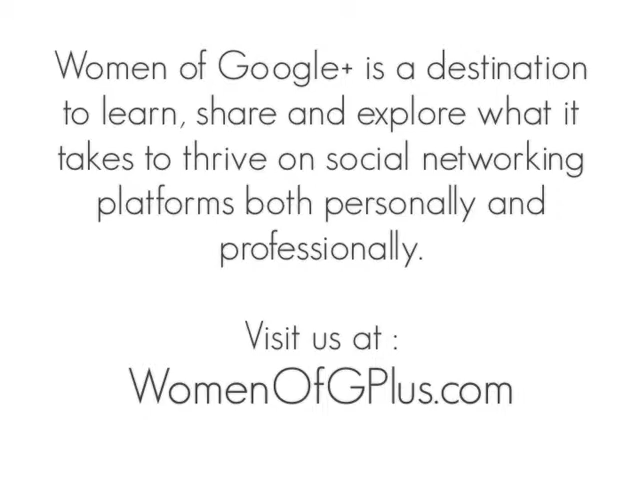 Women of Google+ is a destination
to learn, share and explore what it
takes to thrive on social networking
platforms both personally and
professionally.
Visit us at :
WomenOfGPlus.com